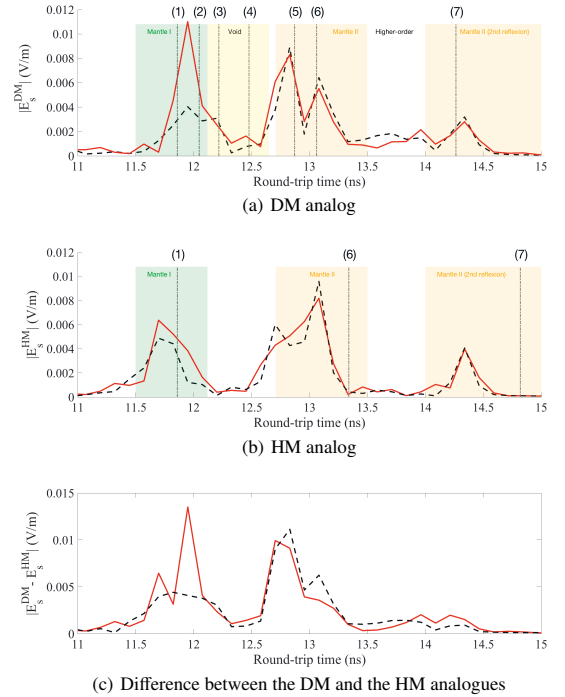 (1) (2) (3) (4) (5) (6) (7)
0.012
0.01
0.008
0.006
0.004
0.002
0
|E_s^DM| (V/m)
Mantle I Void Mantle II Higher-order Mantle II (2nd reflexion)
11 11.5 12 12.5 13 13.5 14 14.5 15
Round-trip time (ns)
(a) DM analog
(1) (6) (7)
0.012
0.01
0.008
0.006
0.004
0.002
0
|E_s^HM| (V/m)
Mantle I Mantle II Mantle II (2nd reflexion)
11 11.5 12 12.5 13 13.5 14 14.5 15
Round-trip time (ns)
(b) HM analog
0.015
0.01
0.005
0
|E_s^DM - E_s^HM| (V/m)
11 11.5 12 12.5 13 13.5 14 14.5 15
Round-trip time (ns)
(c) Difference between the DM and the HM analogues